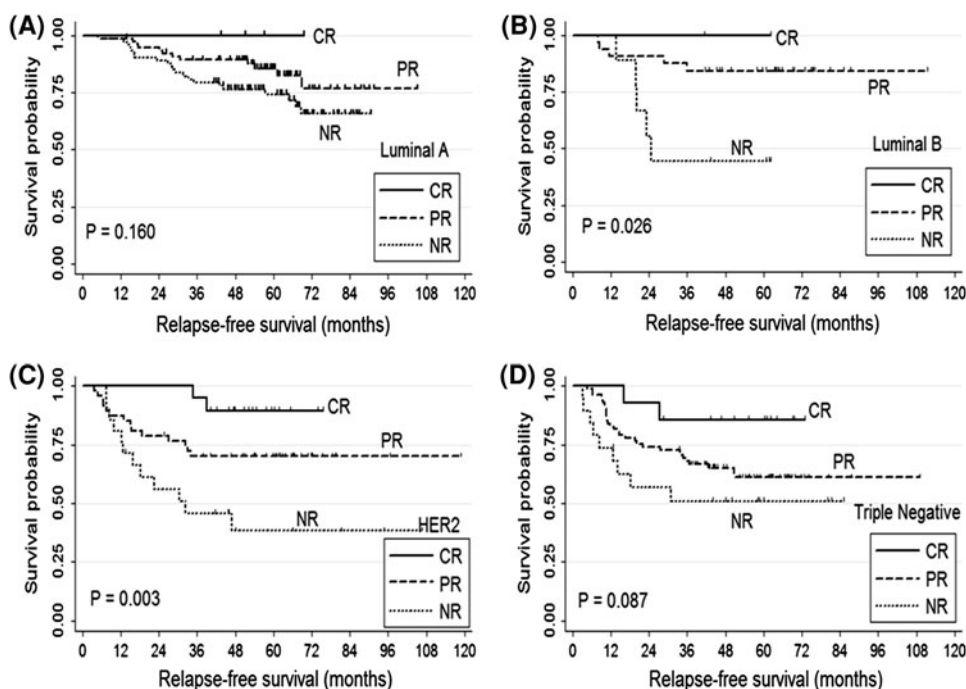 (A)
Survival probability
1.00
0.75
0.50
0.25
0.00
CR
PR
NR
Luminal A
CR
PR
NR
P = 0.160
0 12 24 36 48 60 72 84 96 108 120
Relapse-free survival (months)
(B)
Survival probability
1.00
0.75
0.50
0.25
0.00
CR
PR
NR
Luminal B
CR
PR
NR
P = 0.026
0 12 24 36 48 60 72 84 96 108 120
Relapse-free survival (months)
(C)
Survival probability
1.00
0.75
0.50
0.25
0.00
CR
PR
NR
HER2
CR
PR
NR
P = 0.003
0 12 24 36 48 60 72 84 96 108 120
Relapse-free survival (months)
(D)
Survival probability
1.00
0.75
0.50
0.25
0.00
CR
PR
NR
Triple Negative
CR
PR
NR
P = 0.087
0 12 24 36 48 60 72 84 96 108 120
Relapse-free survival (months)